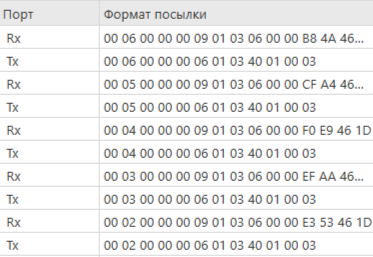 Порт Формат посылки
Rx 00 06 00 00 00 09 01 03 06 00 00 B8 4A 46...
Tx 00 06 00 00 00 06 01 03 40 01 00 03
Rx 00 05 00 00 00 09 01 03 06 00 00 CF A4 46...
Tx 00 05 00 00 00 06 01 03 40 01 00 03
Rx 00 04 00 00 00 09 01 03 06 00 00 F0 E9 46 1D
Tx 00 04 00 00 00 06 01 03 40 01 00 03
Rx 00 03 00 00 00 09 01 03 06 00 00 EF AA 46...
Tx 00 03 00 00 00 06 01 03 40 01 00 03
Rx 00 02 00 00 00 09 01 03 06 00 00 E3 53 46 1D
Tx 00 02 00 00 00 06 01 03 40 01 00 03